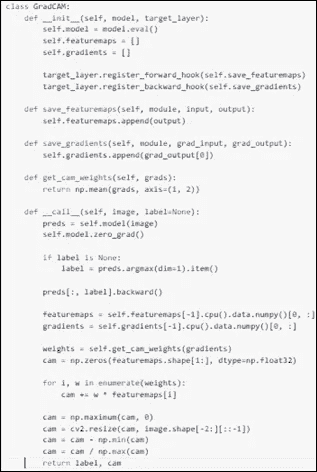 class GradCAM:
def __init__(self, model, target_layer):
self.model = model.eval()
self.featuremaps = []
self.gradients = []
target_layer.register_forward_hook(self.save_featuremaps)
target_layer.register_backward_hook(self.save_gradients)
def save_featuremaps(self, module, input, output):
self.featuremaps.append(output)
def save_gradients(self, module, grad_input, grad_output):
self.gradients.append(grad_output[0])
def get_cam_weights(self, grads):
return np.mean(grads, axis=(1, 2))
def __call__(self, image, label=None):
preds = self.model(image)
self.model.zero_grad()
if label is None:
label = preds.argmax(dim=1).item()
preds[:, label].backward()
featuremaps = self.featuremaps[-1].cpu().data.numpy()[0, :]
gradients = self.gradients[-1].cpu().data.numpy()[0, :]
weights = self.get_cam_weights(gradients)
cam = np.zeros(featuremaps.shape[1:], dtype=np.float32)
for i, w in enumerate(weights):
cam += w * featuremaps[i]
cam = np.maximum(cam, 0)
cam = cv2.resize(cam, image.shape[-2:][::-1])
cam = cam - np.min(cam)
cam = cam / np.max(cam)
return label, cam